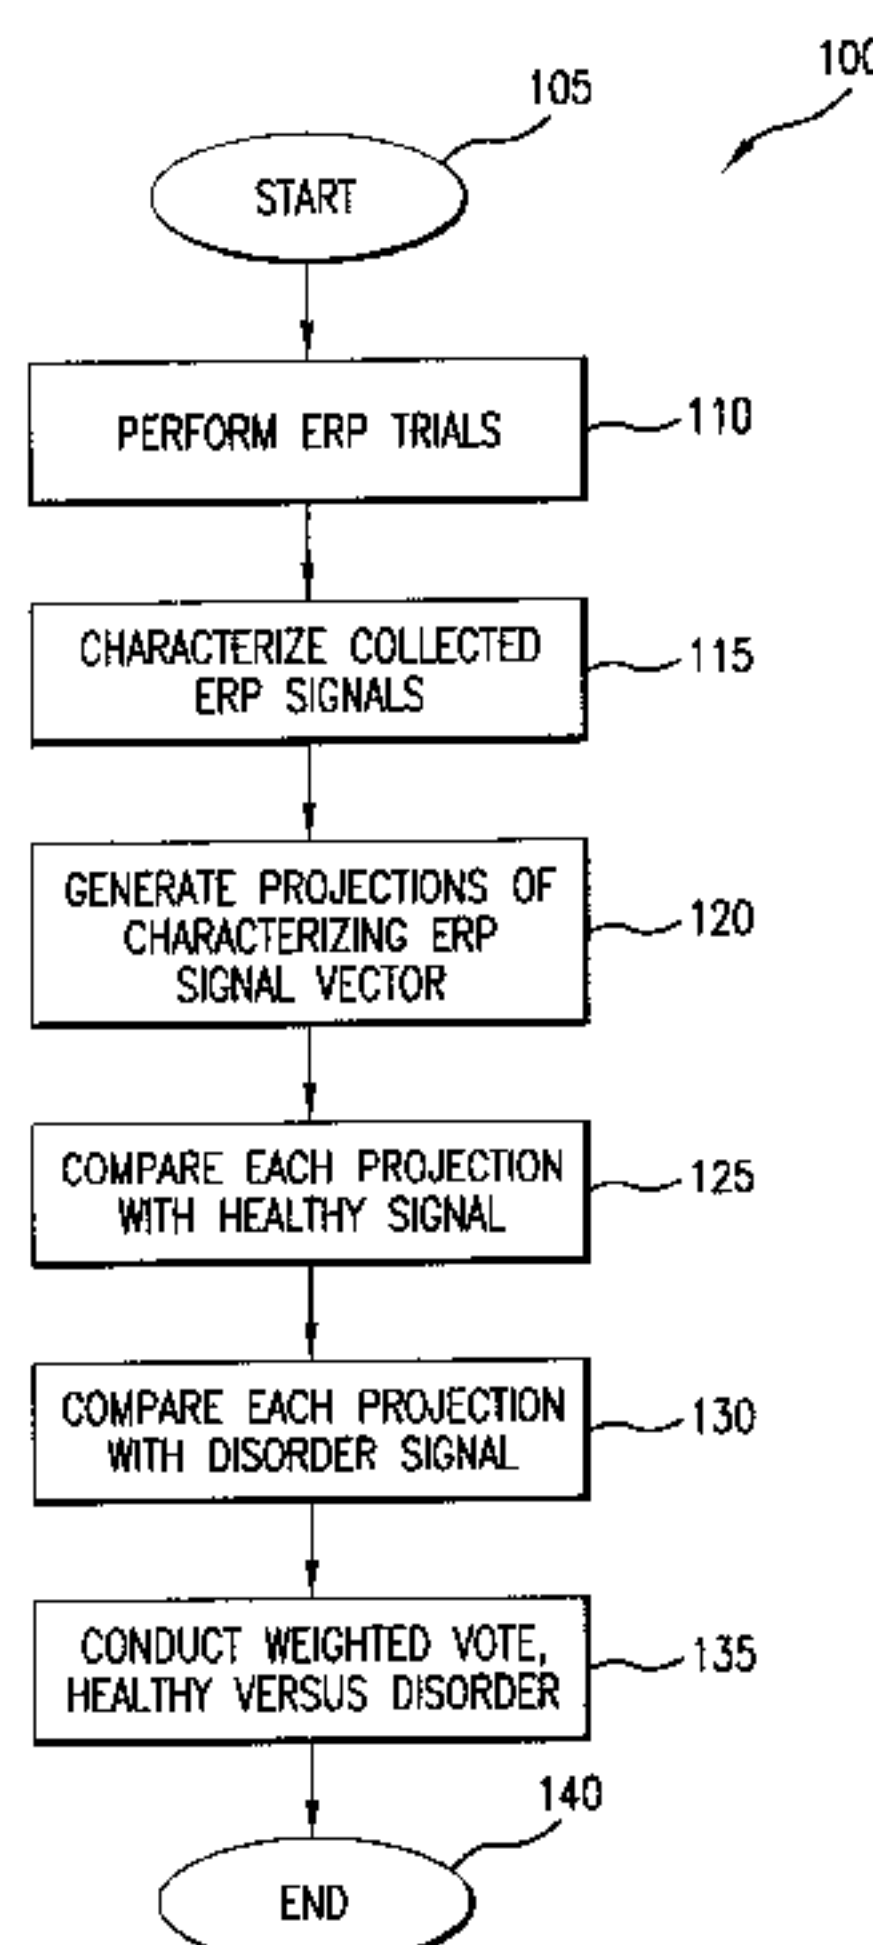 100
105
START
PERFORM ERP TRIALS
110
CHARACTERIZE COLLECTED
ERP SIGNALS
115
GENERATE PROJECTIONS OF
CHARACTERIZING ERP
SIGNAL VECTOR
120
COMPARE EACH PROJECTION
WITH HEALTHY SIGNAL
125
COMPARE EACH PROJECTION
WITH DISORDER SIGNAL
130
CONDUCT WEIGHTED VOTE,
HEALTHY VERSUS DISORDER
135
140
END